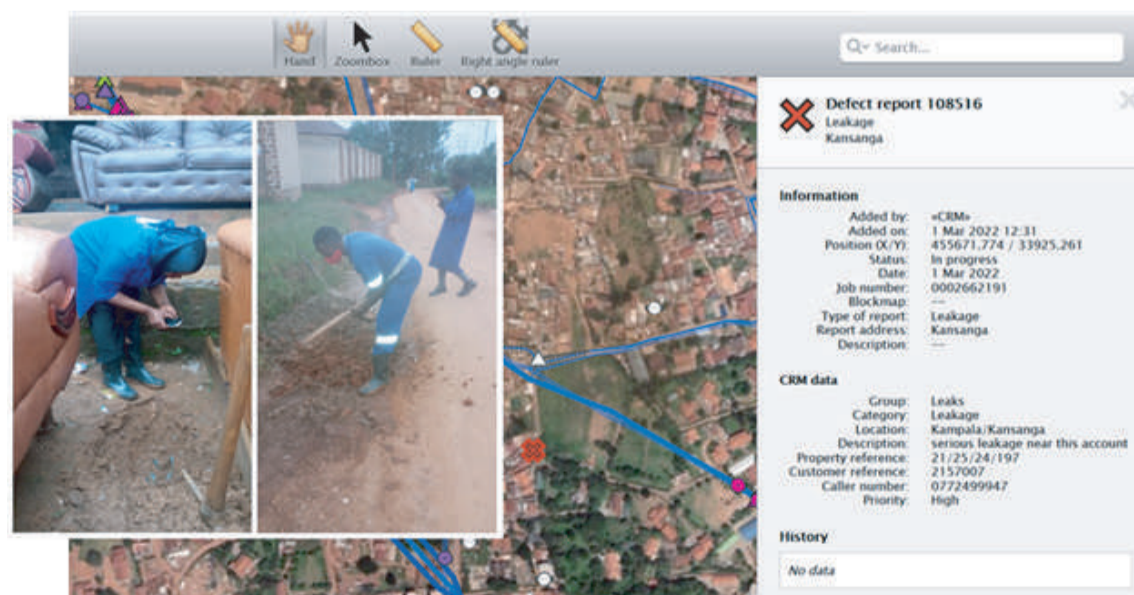 Hand Zoombox Ruler Right angle ruler
Search...
Defect report 108516
Leakage
Kansanga
Information
Added by: «CRM»
Added on: 1 Mar 2022 12:31
Position (X/Y): 455671,774 / 33925,261
Status: In progress
Date: 1 Mar 2022
Job number: 0002662191
Blockmap: —
Type of report: Leakage
Report address: Kansanga
Description: —
CRM data
Group: Leaks
Category: Leakage
Location: Kampala/Kansanga
Description: serious leakage near this account
Property reference: 21/25/24/197
Customer reference: 2157007
Caller number: 0772499947
Priority: High
History
No data